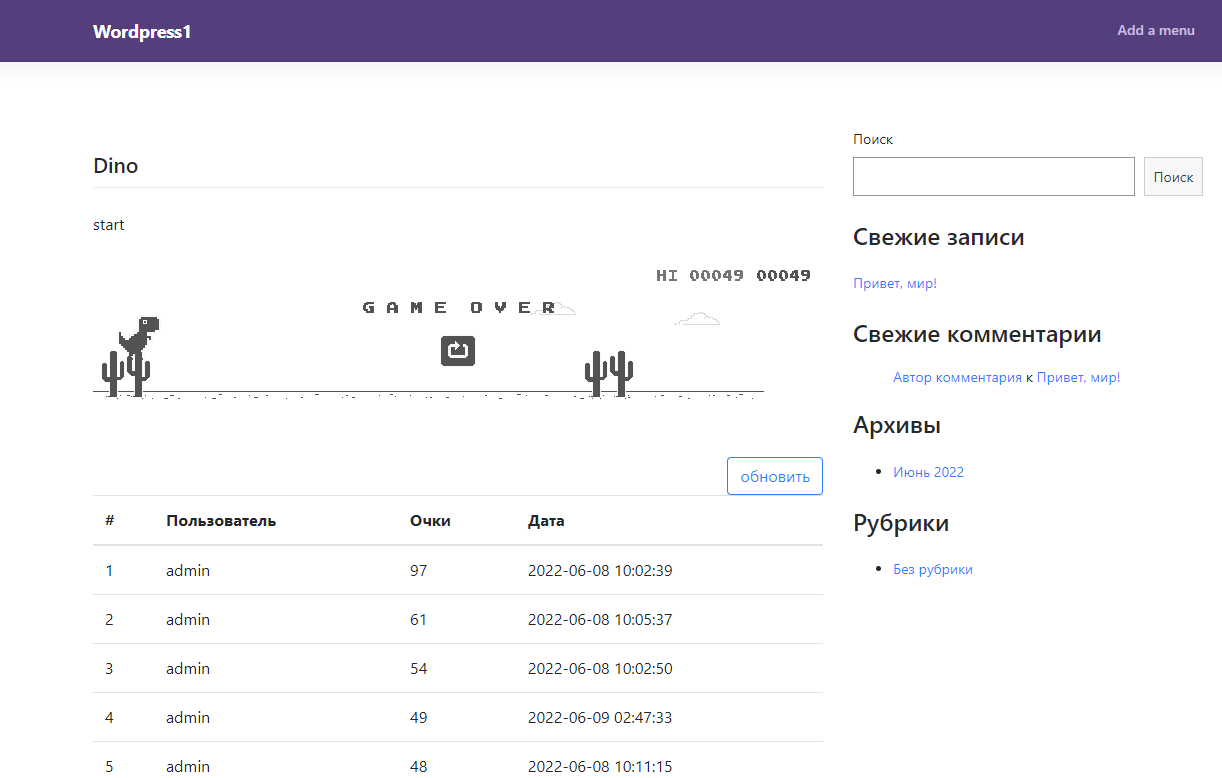 Wordpress1
Add a menu
Dino
start
HI 00049 00049
GAME OVER
обновить
# Пользователь Очки Дата
1 admin 97 2022-06-08 10:02:39
2 admin 61 2022-06-08 10:05:37
3 admin 54 2022-06-08 10:02:50
4 admin 49 2022-06-09 02:47:33
5 admin 48 2022-06-08 10:11:15
Поиск
Поиск
Свежие записи
Привет, мир!
Свежие комментарии
Автор комментария к Привет, мир!
Архивы
Июнь 2022
Рубрики
Без рубрики